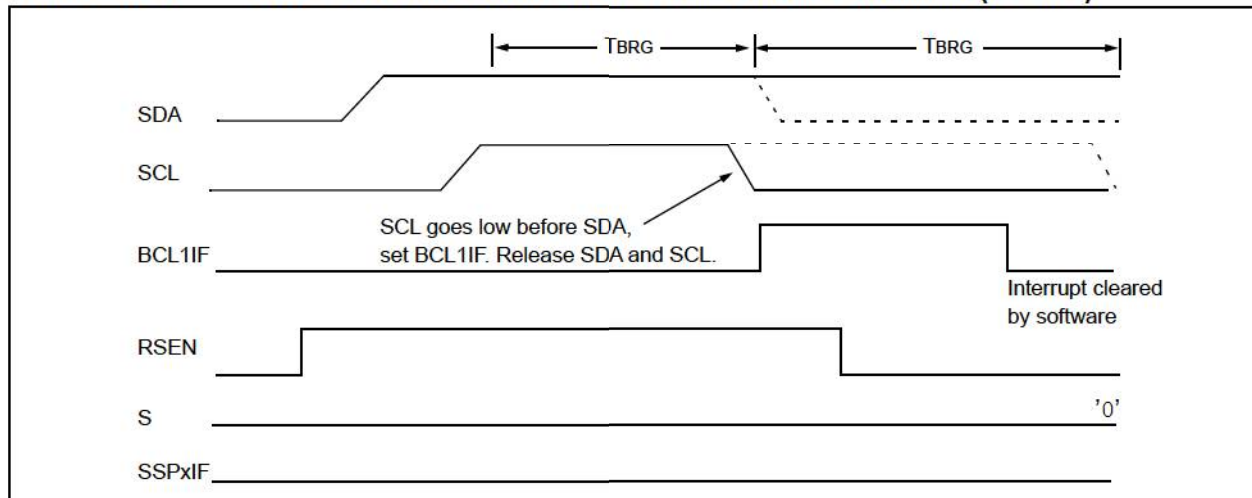 TBRG
TBRG
SDA
SCL
SCL goes low before SDA,
set BCL1IF. Release SDA and SCL.
BCL1IF
Interrupt cleared
by software
RSEN
S
'0'
SSPxIF